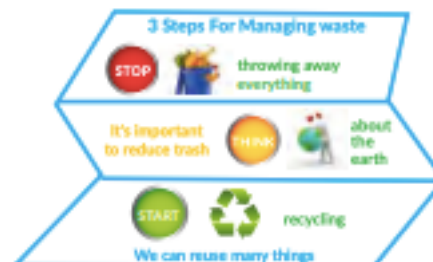 3 Steps For Managing waste
STOP
throwing away
everything
It's important
to reduce trash
THINK
about
the
earth
START
recycling
We can reuse many things